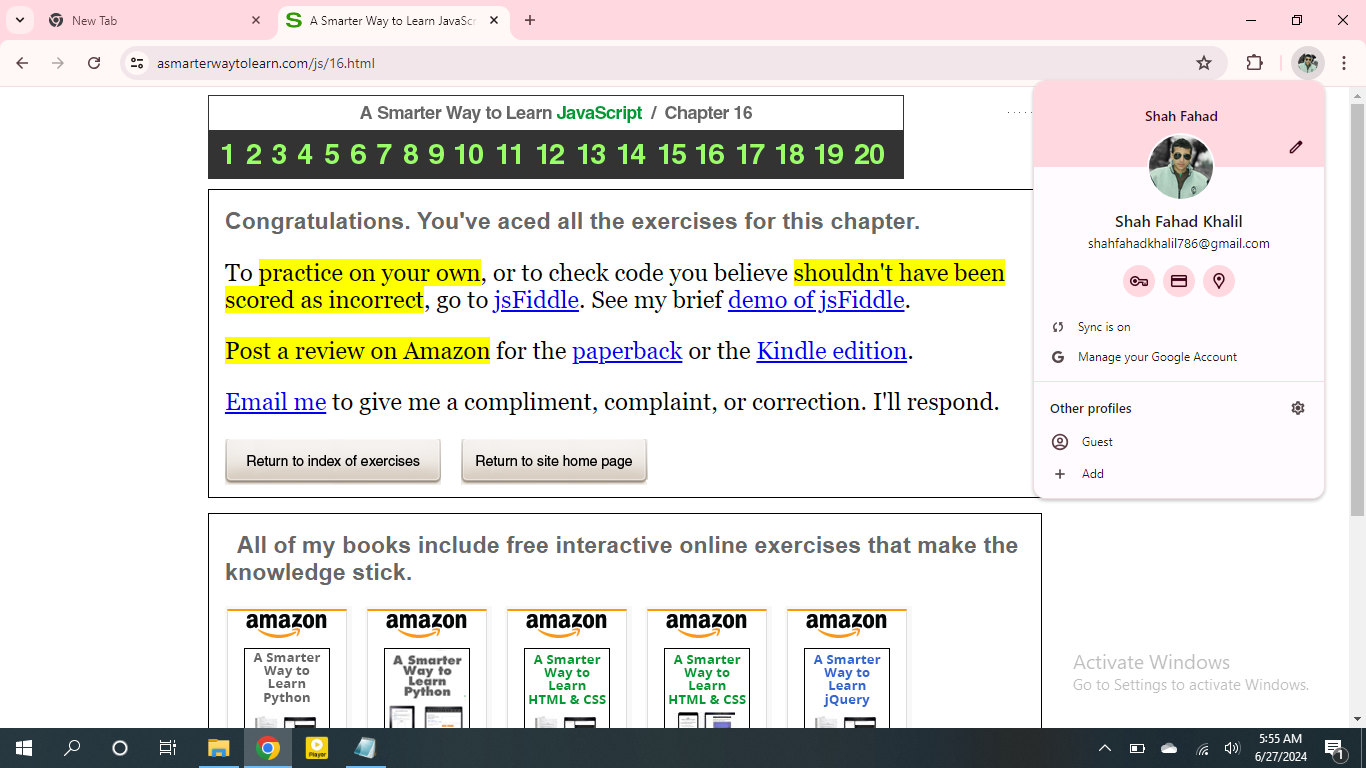 New Tab
A Smarter Way to Learn JavaScr
asmarterwaytolearn.com/js/16.html
A Smarter Way to Learn JavaScript / Chapter 16
1 2 3 4 5 6 7 8 9 10 11 12 13 14 15 16 17 18 19 20
Congratulations. You've aced all the exercises for this chapter.
To practice on your own, or to check code you believe shouldn't have been
scored as incorrect, go to jsFiddle. See my brief demo of jsFiddle.
Post a review on Amazon for the paperback or the Kindle edition.
Email me to give me a compliment, complaint, or correction. I'll respond.
Return to index of exercises
Return to site home page
All of my books include free interactive online exercises that make the
knowledge stick.
amazon
A Smarter
Way to
Learn
Python
amazon
A Smarter
Way to
Learn
Python
amazon
A Smarter
Way to
Learn
HTML & CSS
amazon
A Smarter
Way to
Learn
HTML & CSS
amazon
A Smarter
Way to
Learn
jQuery
Shah Fahad
Shah Fahad Khalil
shahfahadkhalil786@gmail.com
Sync is on
Manage your Google Account
Other profiles
Guest
Add
Activate Windows
Go to Settings to activate Windows.
Player
5:55 AM
6/27/2024
1